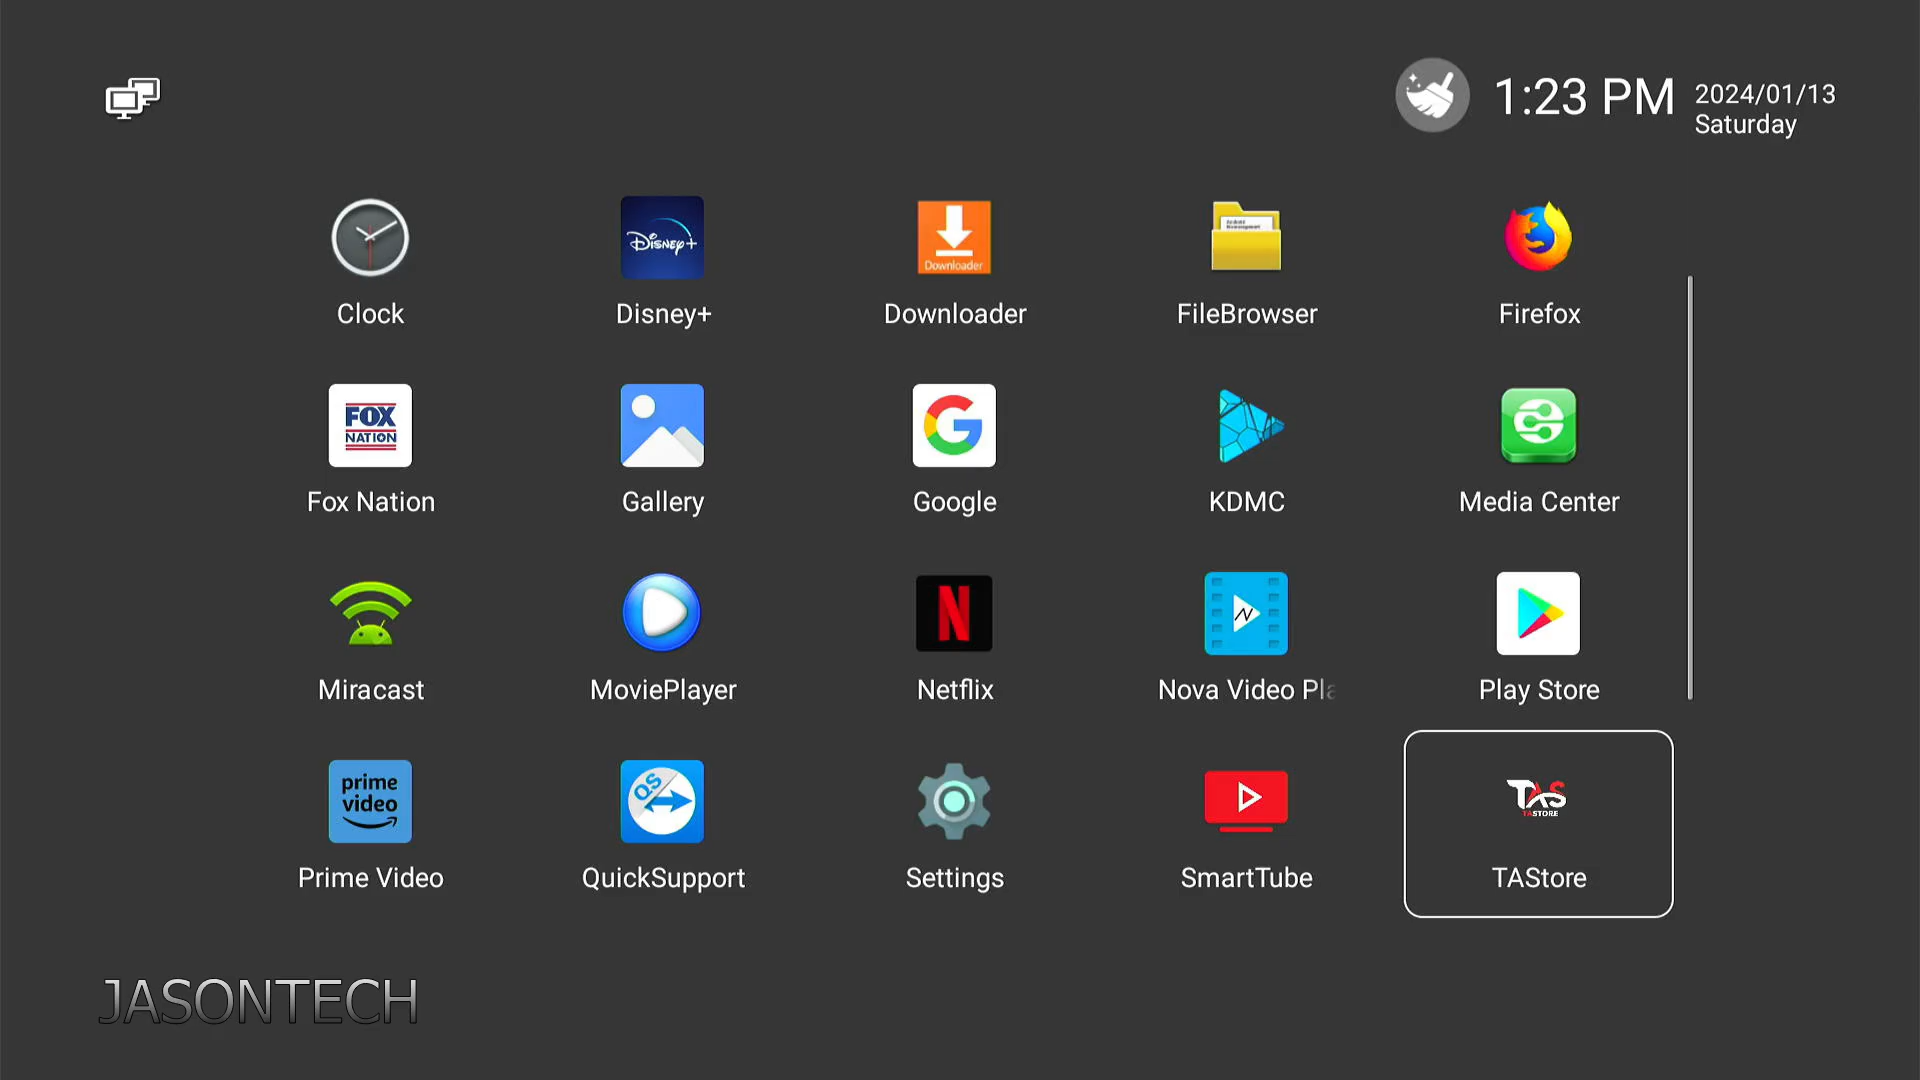 1:23 PM
2024/01/13
Saturday
Disney+
Downloader
Clock
Disney+
Downloader
FileBrowser
Firefox
FOX
NATION
Fox Nation
Gallery
Google
KDMC
Media Center
N
Miracast
MoviePlayer
Netflix
Nova Video Pla
Play Store
prime
video
QS
TAS
TASTORE
Prime Video
QuickSupport
Settings
SmartTube
TAStore
JASONTECH